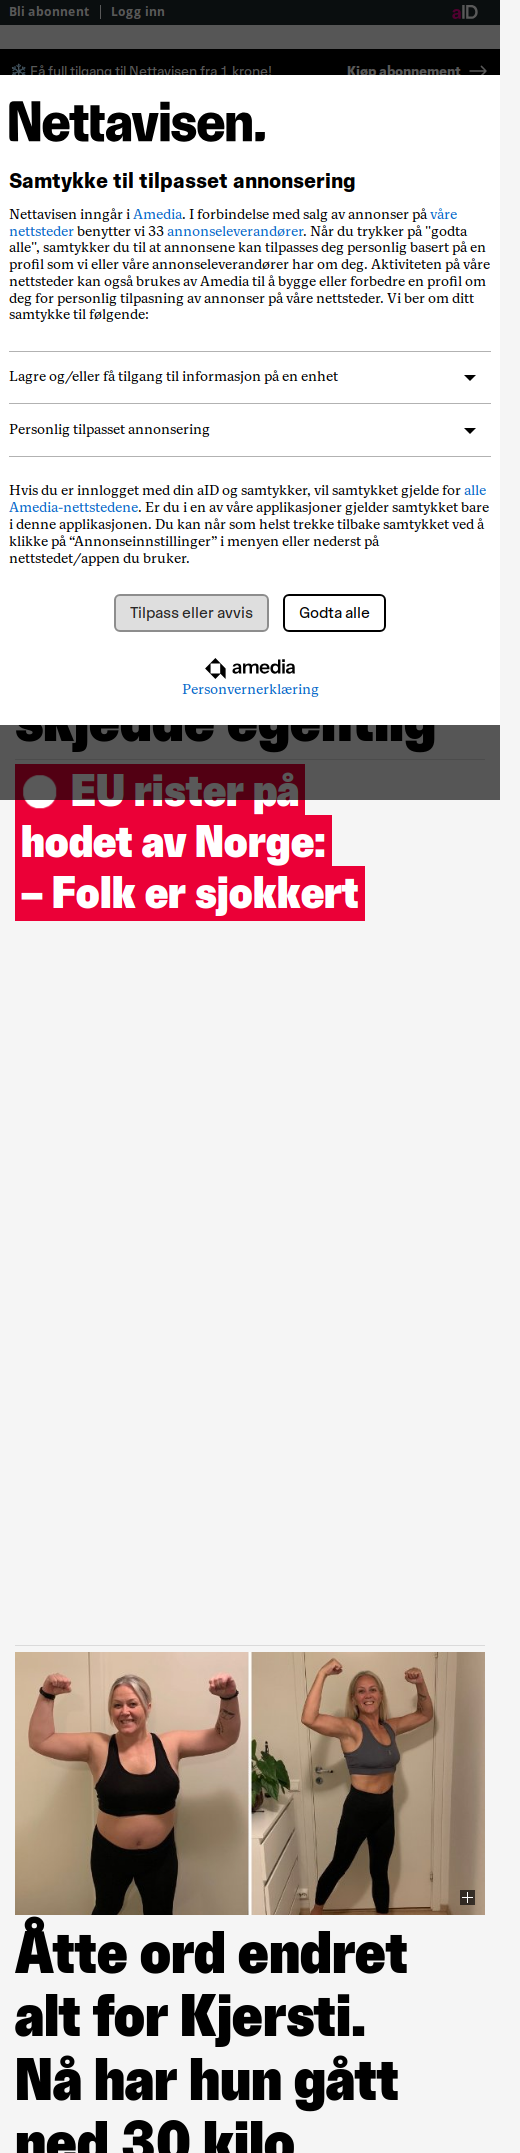 Bli abonnent | Logg inn
aID
Få full tilgang til Nettavisen fra 1 krone!
Kjøp abonnement →
Nettavisen.
Samtykke til tilpasset annonsering
Nettavisen inngår i Amedia. I forbindelse med salg av annonser på våre
nettsteder benytter vi 33 annonseleverandører. Når du trykker på "godta
alle", samtykker du til at annonsene kan tilpasses deg personlig basert på en
profil som vi eller våre annonseleverandører har om deg. Aktiviteten på våre
nettsteder kan også brukes av Amedia til å bygge eller forbedre en profil om
deg for personlig tilpasning av annonser på våre nettsteder. Vi ber om ditt
samtykke til følgende:
Lagre og/eller få tilgang til informasjon på en enhet
Personlig tilpasset annonsering
Hvis du er innlogget med din aID og samtykker, vil samtykket gjelde for alle
Amedia-nettstedene. Er du i en av våre applikasjoner gjelder samtykket bare
i denne applikasjonen. Du kan når som helst trekke tilbake samtykket ved å
klikke på “Annonseinnstillinger” i menyen eller nederst på
nettstedet/appen du bruker.
Tilpass eller avvis
Godta alle
amedia
Personvernerklæring
skjedde egentlig
EU rister på
hodet av Norge:
– Folk er sjokkert
Åtte ord endret
alt for Kjersti.
Nå har hun gått
ned 30 kilo